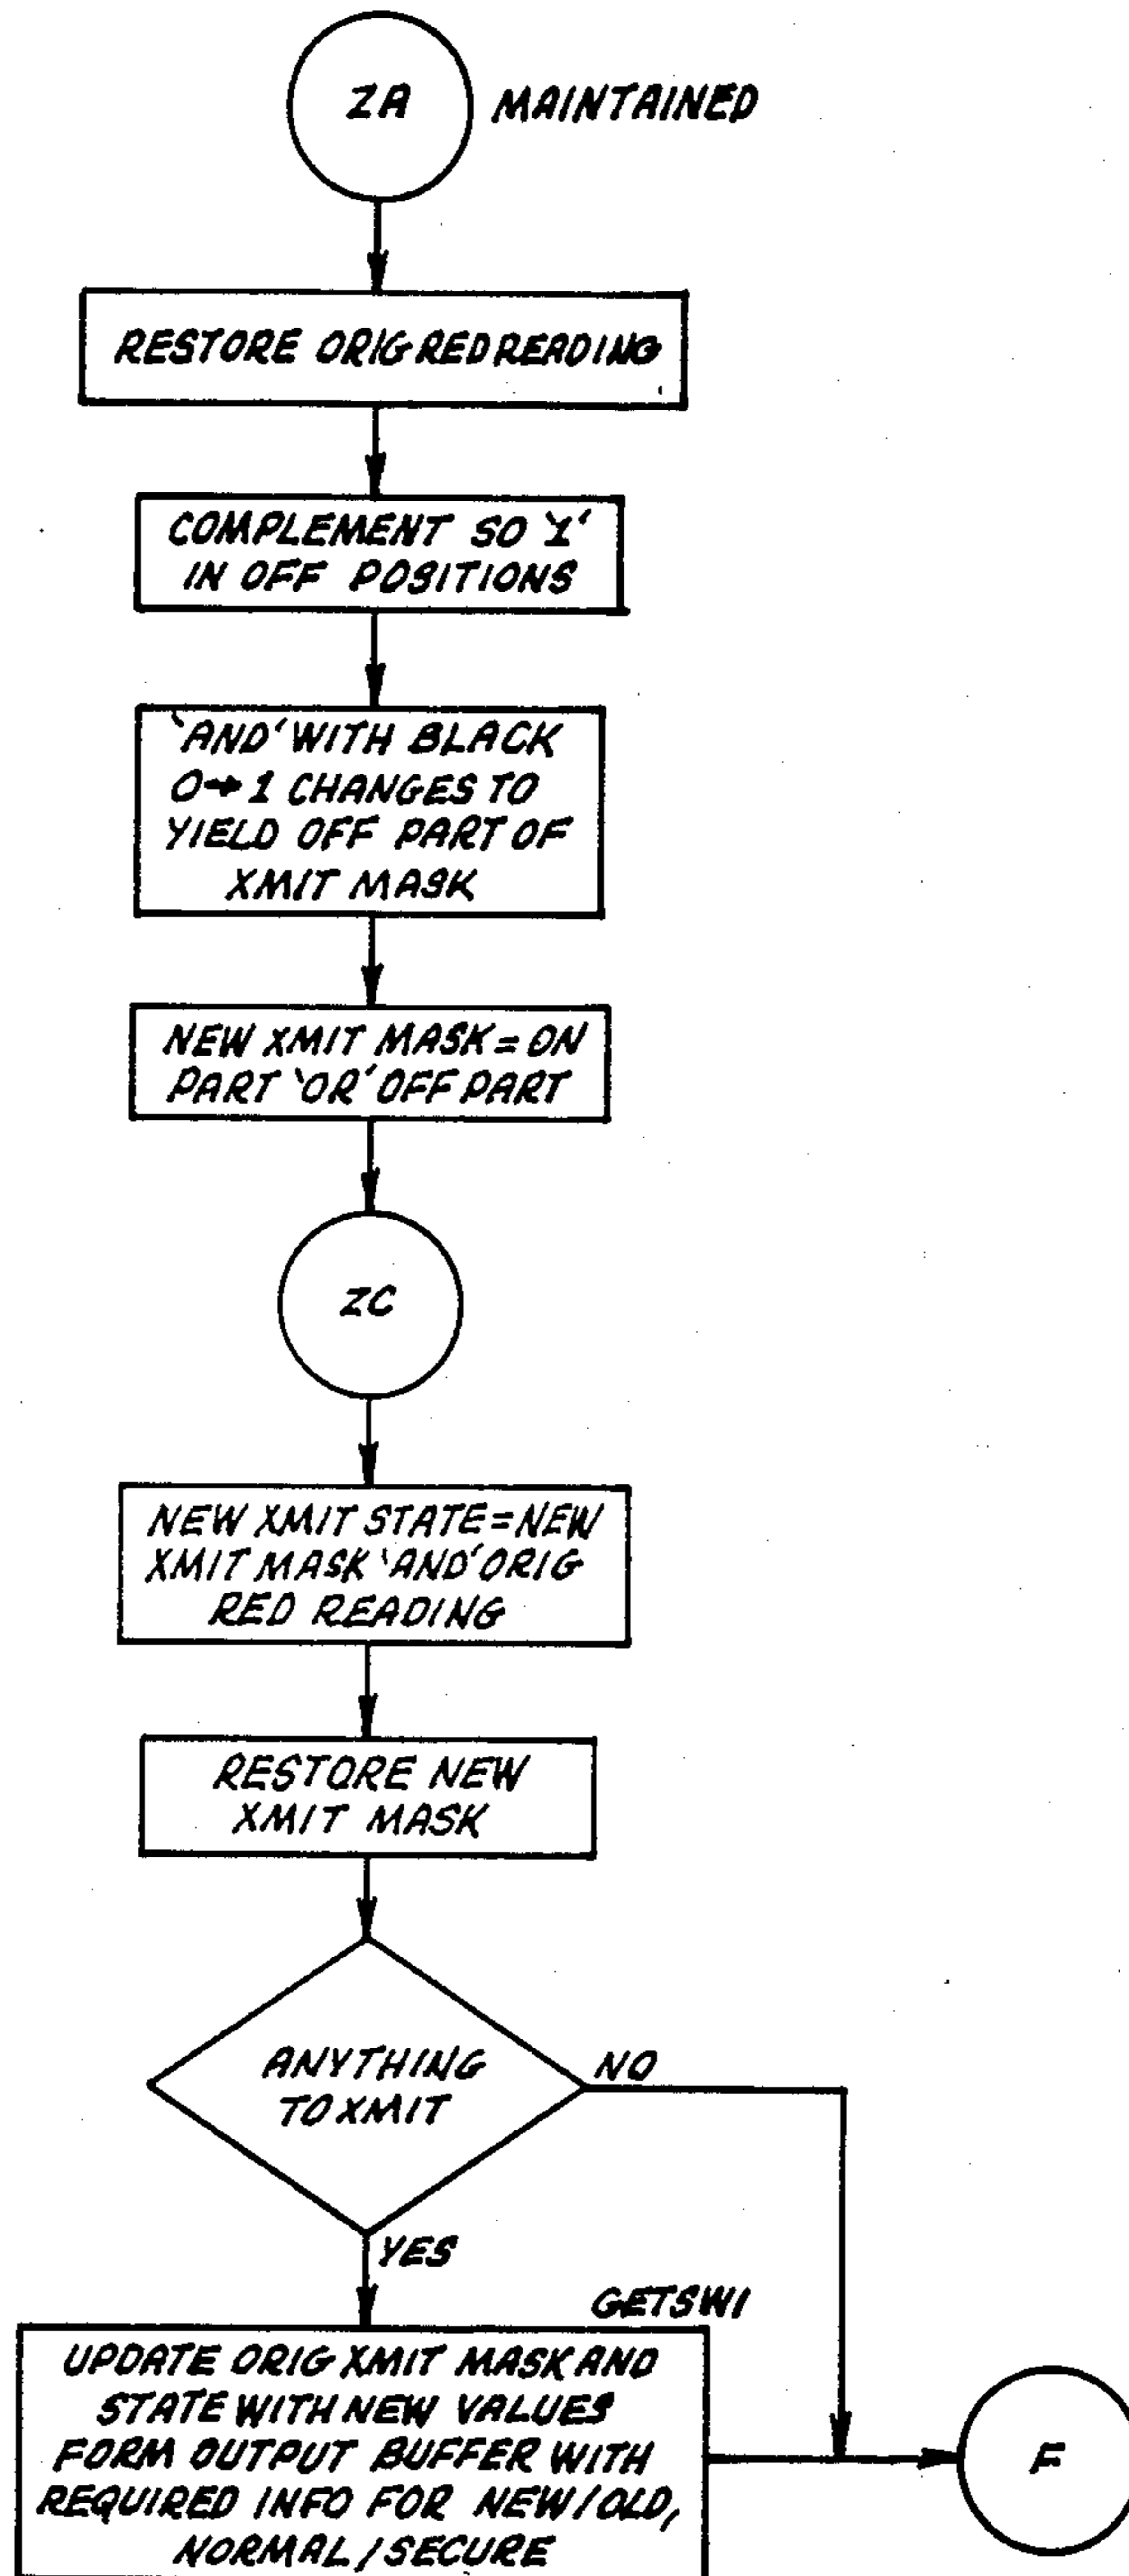 ZA MAINTAINED
RESTORE ORIG RED READING
COMPLEMENT SO '1'
IN OFF POSITIONS
'AND' WITH BLACK
0→1 CHANGES TO
YIELD OFF PART OF
XMIT MASK
NEW XMIT MASK = ON
PART 'OR' OFF PART
ZC
NEW XMIT STATE = NEW
XMIT MASK 'AND' ORIG
RED READING
RESTORE NEW
XMIT MASK
ANYTHING
TO XMIT
NO
YES
GETSW1
UPDATE ORIG XMIT MASK AND
STATE WITH NEW VALUES
FORM OUTPUT BUFFER WITH
REQUIRED INFO FOR NEW/OLD,
NORMAL/SECURE
F